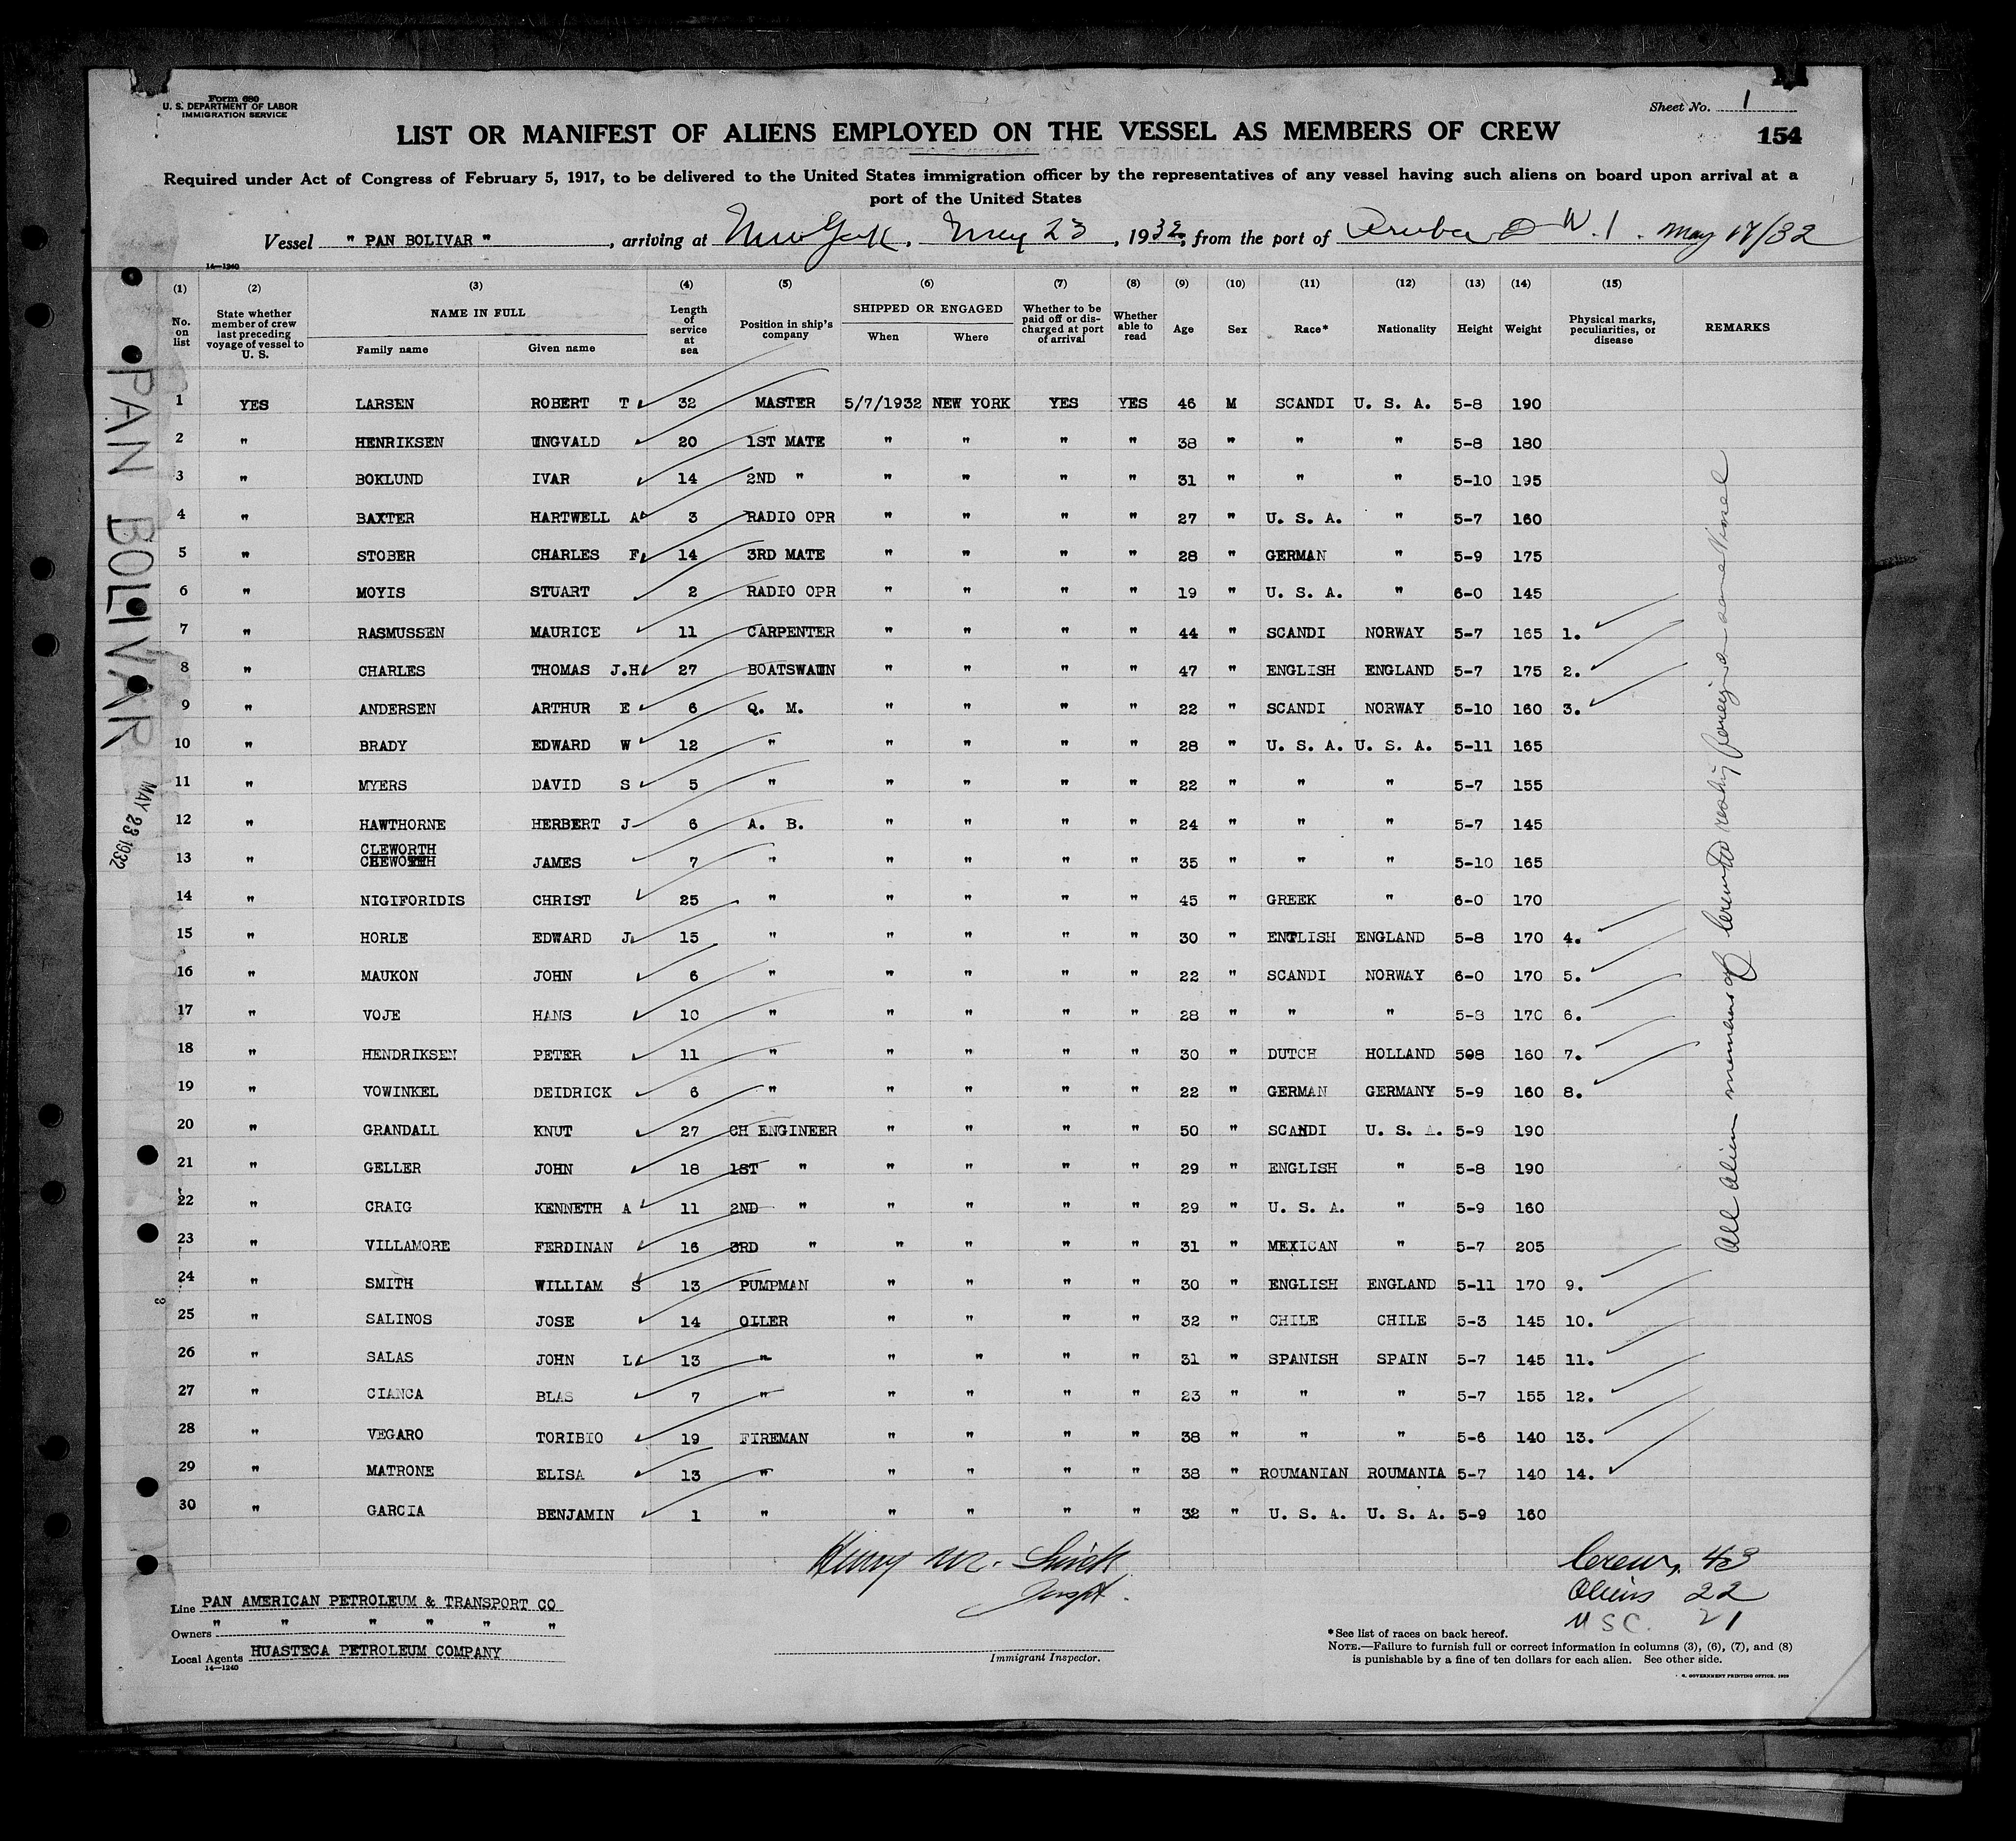 Form 680
U. S. DEPARTMENT OF LABOR
IMMIGRATION SERVICE
Sheet No. 1
LIST OR MANIFEST OF ALIENS EMPLOYED ON THE VESSEL AS MEMBERS OF CREW
154
Required under Act of Congress of February 5, 1917, to be delivered to the United States immigration officer by the representatives of any vessel having such aliens on board upon arrival at a
port of the United States
Vessel " PAN BOLIVAR " , arriving at New York, May 23, 1932, from the port of Aruba D W. I. May 17/32
14—1240
(1) (2) (3) (4) (5) (6) (7) (8) (9) (10) (11) (12) (13) (14) (15)
No. on list State whether member of crew last preceding voyage of vessel to U. S. NAME IN FULL Family name Given name Length of service at sea Position in ship's company SHIPPED OR ENGAGED When Where Whether to be paid off or discharged at port of arrival Whether able to read Age Sex Race* Nationality Height Weight Physical marks, peculiarities, or disease REMARKS
1 YES LARSEN ROBERT T 32 MASTER 5/7/1932 NEW YORK YES YES 46 M SCANDI U. S. A. 5-8 190
2 " HENRIKSEN UNGVALD 20 1ST MATE " " " " 38 " " " 5-8 180
3 " BOKLUND IVAR 14 2ND " " " " " 31 " " " 5-10 195
4 " BAXTER HARTWELL A 3 RADIO OPR " " " " 27 " U. S. A. " 5-7 160
5 " STOBER CHARLES F 14 3RD MATE " " " " 28 " GERMAN " 5-9 175
6 " MOYIS STUART 2 RADIO OPR " " " " 19 " U. S. A. " 6-0 145
7 " RASMUSSEN MAURICE 11 CARPENTER " " " " 44 " SCANDI NORWAY 5-7 165 1.
8 " CHARLES THOMAS J.H 27 BOATSWAIN " " " " 47 " ENGLISH ENGLAND 5-7 175 2.
9 " ANDERSEN ARTHUR E 6 Q. M. " " " " 22 " SCANDI NORWAY 5-10 160 3.
10 " BRADY EDWARD W 12 " " " " " 28 " U. S. A. U. S. A. 5-11 165
11 " MYERS DAVID S 5 " " " " " 22 " " " 5-7 155
12 " HAWTHORNE HERBERT J 6 A. B. " " " " 24 " " " 5-7 145
CLEWORTH
13 " JAMES 7 " " " " " 35 " " " 5-10 165
14 " NIGIFORIDIS CHRIST 25 " " " " " 45 " GREEK " 6-0 170
15 " HORLE EDWARD J 15 " " " " " 30 " ENTLISH ENGLAND 5-8 170 4.
16 " MAUKON JOHN 6 " " " " " 22 " SCANDI NORWAY 6-0 170 5.
17 " VOJE HANS 10 " " " " " 28 " " " 5-8 170 6.
18 " HENDRIKSEN PETER 11 " " " " " 30 " DUTCH HOLLAND 508 160 7.
19 " VOWINKEL DEIDRICK 6 " " " " " 22 " GERMAN GERMANY 5-9 160 8.
20 " GRANDALL KNUT 27 CH ENGINEER " " " " 50 " SCANDI U. S. A. 5-9 190
21 " GELLER JOHN 18 1ST " " " " " 29 " ENGLISH " 5-8 190
22 " CRAIG KENNETH A 11 2ND " " " " " 29 " U. S. A. " 5-9 160
23 " VILLAMORE FERDINAN 16 3RD " " " " " 31 " MEXICAN " 5-7 205
24 " SMITH WILLIAM S 13 PUMPMAN " " " " 30 " ENGLISH ENGLAND 5-11 170 9.
25 " SALINOS JOSE 14 OILER " " " " 32 " CHILE CHILE 5-3 145 10.
26 " SALAS JOHN L 13 " " " " " 31 " SPANISH SPAIN 5-7 145 11.
27 " CIANCA BLAS 7 " " " " " 23 " " " 5-7 155 12.
28 " VEGARO TORIBIO 19 FIREMAN " " " " 38 " " " 5-6 140 13.
29 " MATRONE ELISA 13 " " " " " 38 " ROUMANIAN ROUMANIA 5-7 140 14.
30 " GARCIA BENJAMIN 1 " " " " " 32 " U. S. A. U. S. A. 5-9 160
All alien members of Crew to reship foreign on same Vessel
PAN BOLIVAR
MAY 23 1932
Henry M.
Crew, 43
Aliens 22
USC. 21
Line PAN AMERICAN PETROLEUM & TRANSPORT CO
Owners " " " " " "
Local Agents HUASTECA PETROLEUM COMPANY
14—1240
Immigrant Inspector.
*See list of races on back hereof.
NOTE.—Failure to furnish full or correct information in columns (3), (6), (7), and (8)
is punishable by a fine of ten dollars for each alien. See other side.
GOVERNMENT PRINTING OFFICE